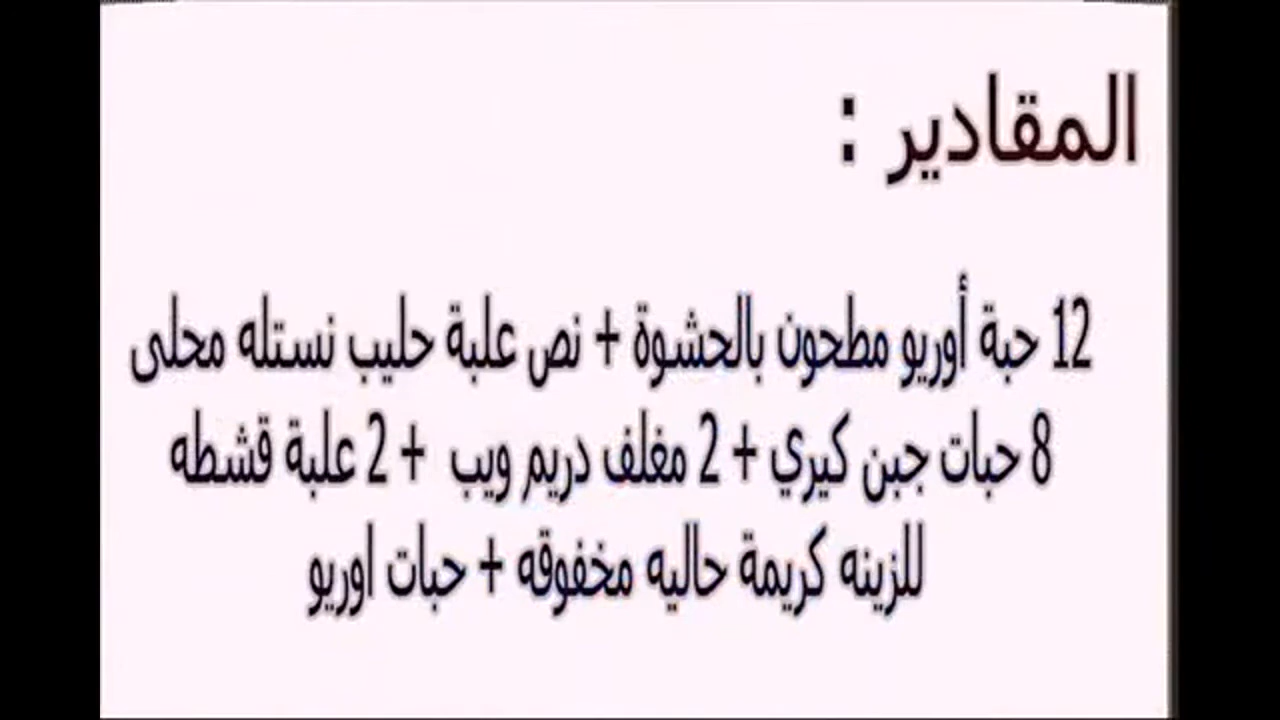 المقادير :
12 حبة أوريو مطحون بالحشوة + نص علبة حليب نستله محلى
8 حبات جبن كيري + 2 مغلف دريم ويب + 2 علبة قشطه
للزينه كريمة حاليه مخفوقه + حبات اوريو